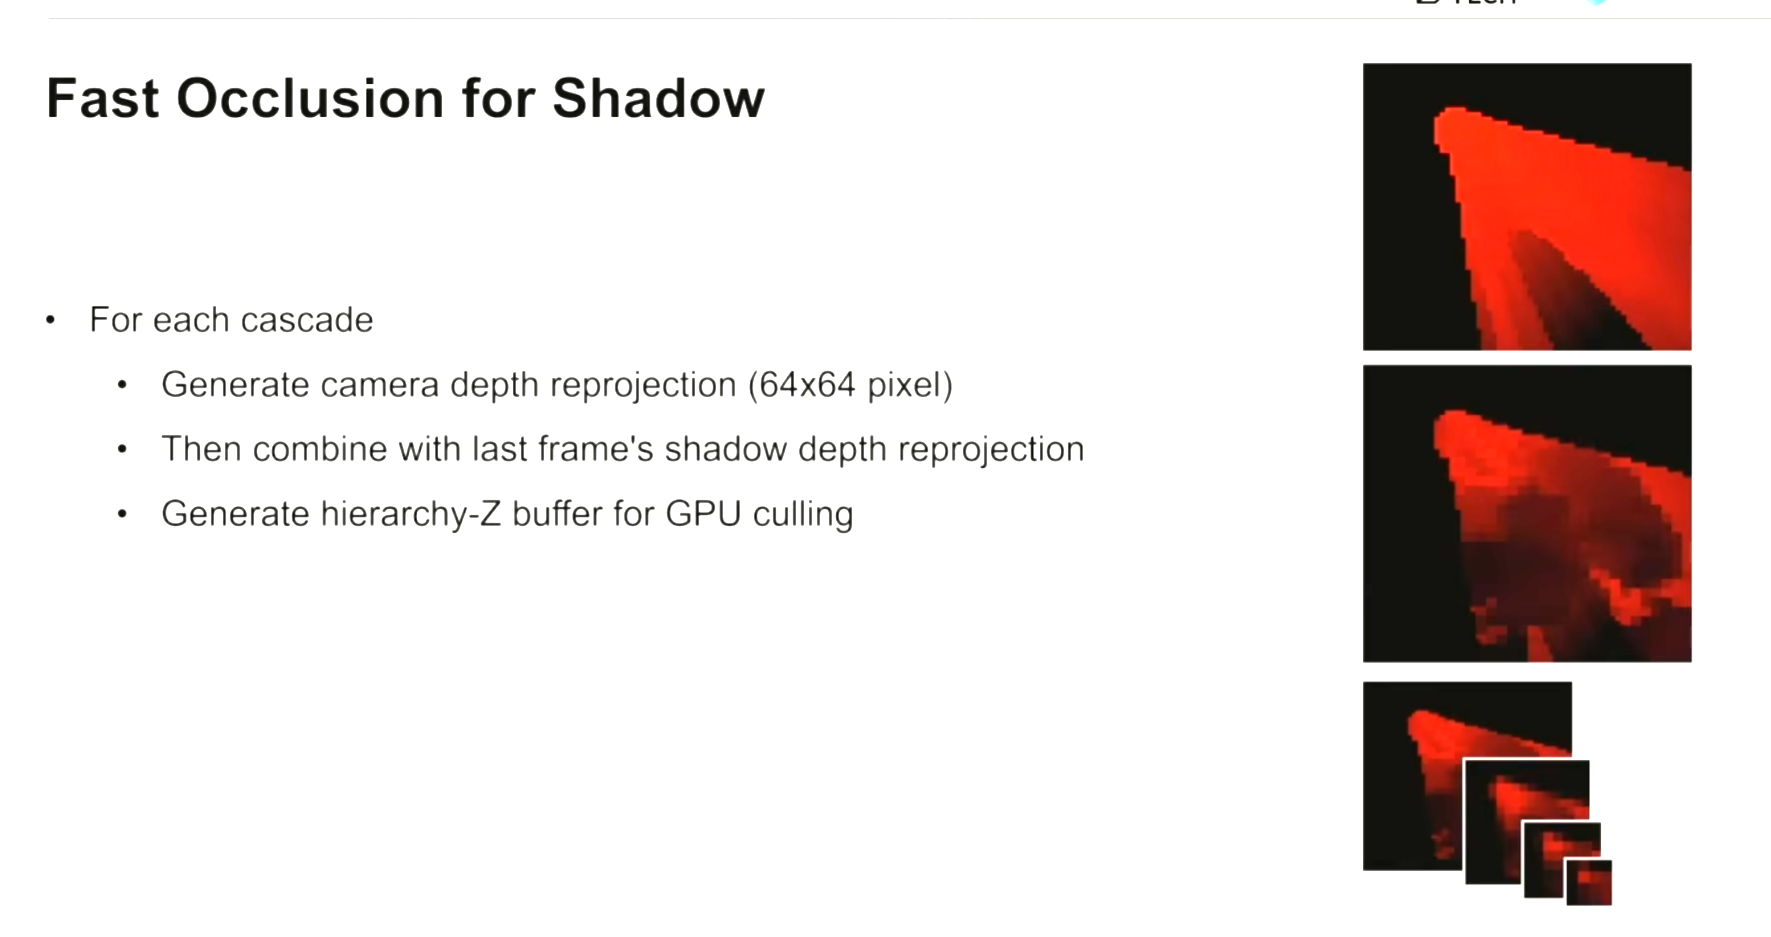 Fast Occlusion for Shadow
• For each cascade
• Generate camera depth reprojection (64x64 pixel)
• Then combine with last frame's shadow depth reprojection
• Generate hierarchy-Z buffer for GPU culling